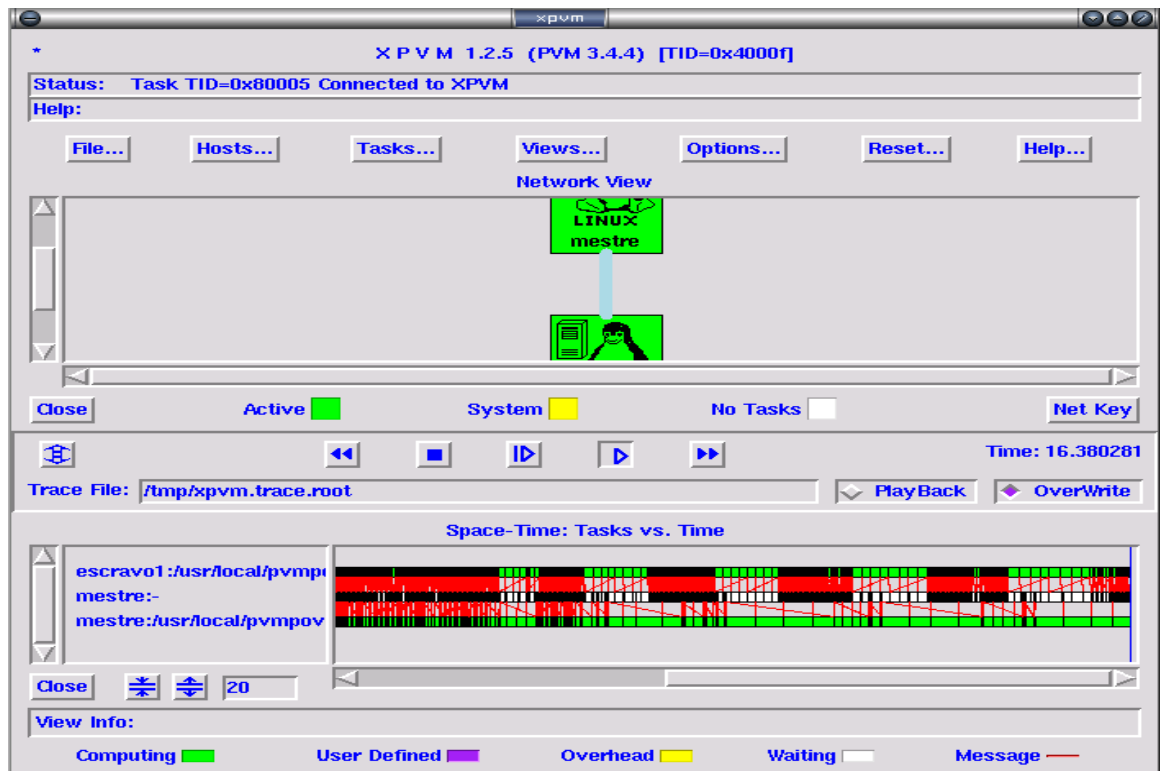 xpvm
* X P V M 1.2.5 (PVM 3.4.4) [TID=0x4000f]
Status: Task TID=0x80005 Connected to XPVM
Help:
File... Hosts... Tasks... Views... Options... Reset... Help...
Network View
LINUX
mestre
Close Active System No Tasks Net Key
Time: 16.380281
Trace File: /tmp/xpvm.trace.root PlayBack OverWrite
Space-Time: Tasks vs. Time
escravo1:/usr/local/pvmp
mestre:-
mestre:/usr/local/pvmpov
Close 20
View Info:
Computing User Defined Overhead Waiting Message